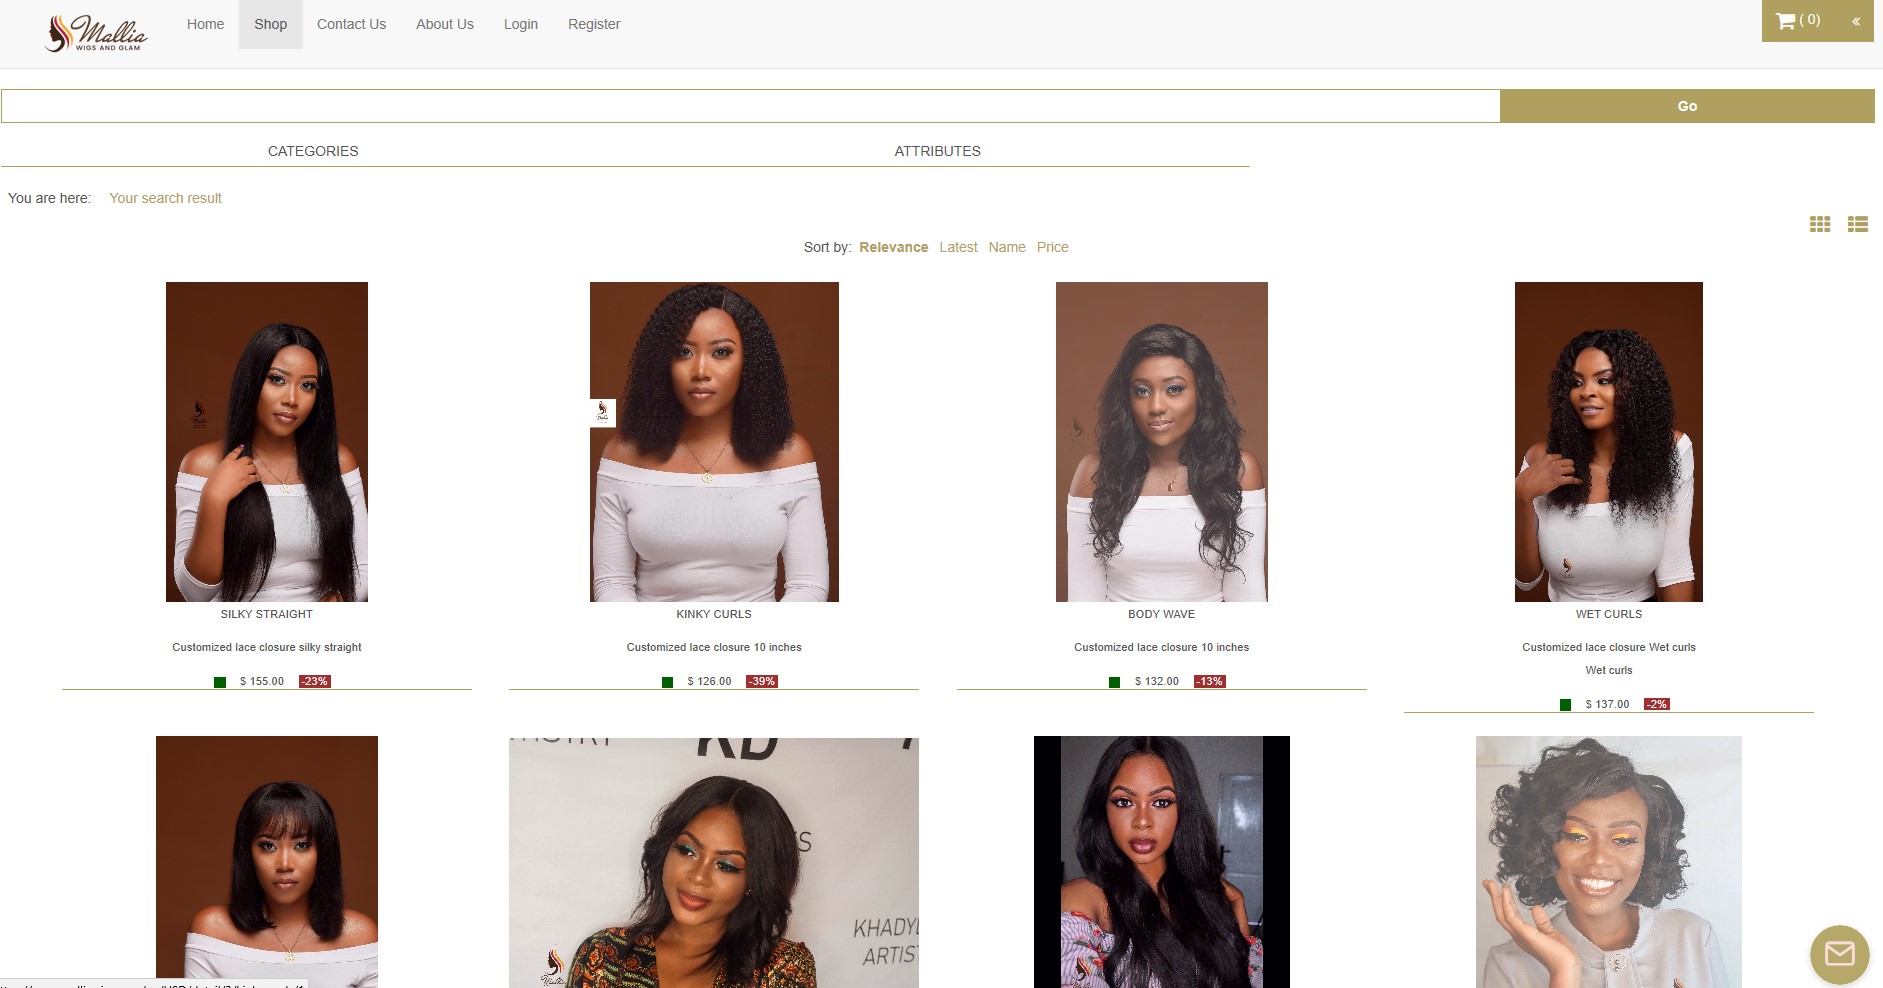 Mallia
WIGS AND GLAM
Home
Shop
Contact Us
About Us
Login
Register
( 0)
«
Go
CATEGORIES
ATTRIBUTES
You are here: Your search result
Sort by: Relevance Latest Name Price
SILKY STRAIGHT
Customized lace closure silky straight
$ 155.00 -23%
KINKY CURLS
Customized lace closure 10 inches
$ 126.00 -39%
BODY WAVE
Customized lace closure 10 inches
$ 132.00 -13%
WET CURLS
Customized lace closure Wet curls
Wet curls
$ 137.00 -2%
KHADYL
ARTIS
Mallia